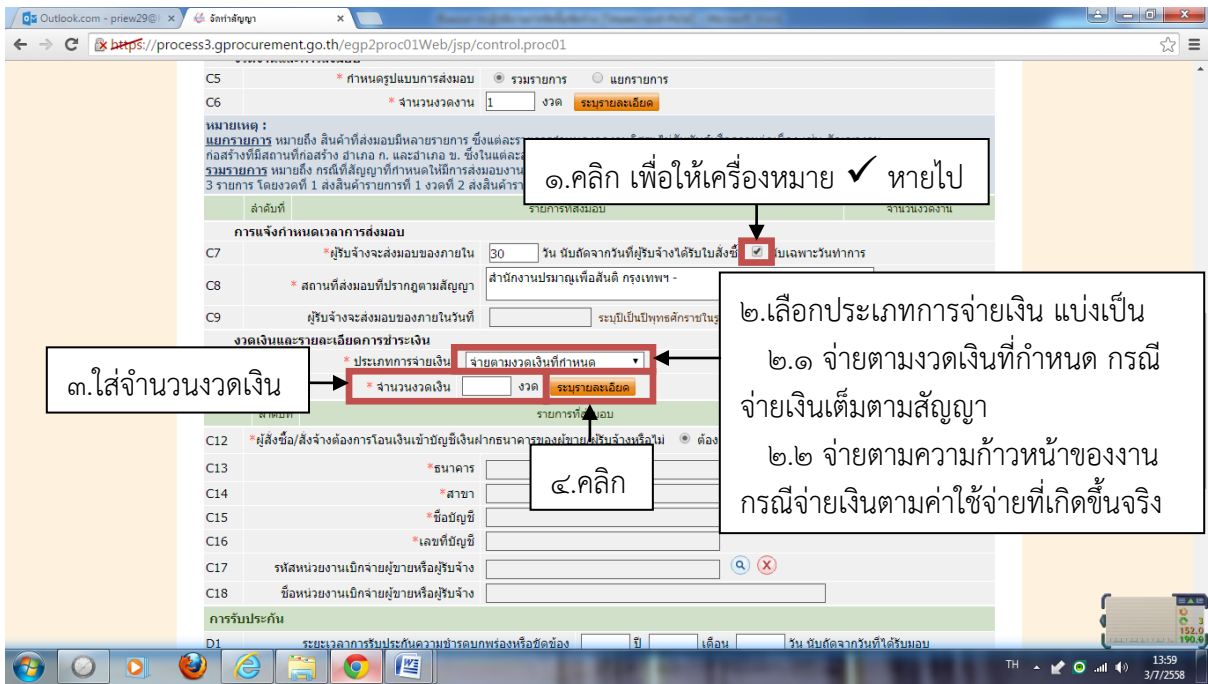 Outlook.com - priew29@
จัดทำสัญญา
https://process3.gprocurement.go.th/egp2proc01Web/jsp/control.proc01
C5 * กำหนดรูปแบบการส่งมอบ รวมรายการ แยกรายการ
C6 * จำนวนงวดงาน 1 งวด ระบุรายละเอียด
หมายเหตุ :
แยกรายการ หมายถึง สินค้าที่ส่งมอบมีหลายรายการ ซึ่งแต่ละ
ก่อสร้างที่มีสถานที่ก่อสร้าง อำเภอ ก. และอำเภอ ข. ซึ่งในแต่ละ
รวมรายการ หมายถึง กรณีที่สัญญาที่กำหนดให้มีการส่งมอบงาน
3 รายการ โดยงวดที่ 1 ส่งสินค้ารายการที่ 1 งวดที่ 2 ส่งสินค้า
๑.คลิก เพื่อให้เครื่องหมาย ✓ หายไป
ลำดับที่ รายการที่ส่งมอบ จำนวนงวดงาน
การแจ้งกำหนดเวลาการส่งมอบ
C7 *ผู้รับจ้างจะส่งมอบของภายใน 30 วัน นับถัดจากวันที่ผู้รับจ้างได้รับใบสั่งซื้อ นับเฉพาะวันทำการ
C8 * สถานที่ส่งมอบที่ปรากฎตามสัญญา สำนักงานปรมาณูเพื่อสันติ กรุงเทพฯ -
C9 ผู้รับจ้างจะส่งมอบของภายในวันที่ ระบุปีเป็นปีพุทธศักราชในรูป
งวดเงินและรายละเอียดการชำระเงิน
* ประเภทการจ่ายเงิน จ่ายตามงวดเงินที่กำหนด
* จำนวนงวดเงิน งวด ระบุรายละเอียด
๒.เลือกประเภทการจ่ายเงิน แบ่งเป็น
๒.๑ จ่ายตามงวดเงินที่กำหนด กรณี
จ่ายเงินเต็มตามสัญญา
๒.๒ จ่ายตามความก้าวหน้าของงาน
กรณีจ่ายเงินตามค่าใช้จ่ายที่เกิดขึ้นจริง
๓.ใส่จำนวนงวดเงิน
ลำดับที่ รายการที่ส่งมอบ
C12 *ผู้สั่งซื้อ/สั่งจ้างต้องการโอนเงินเข้าบัญชีเงินฝากธนาคารของผู้ขาย/ผู้รับจ้างหรือไม่ ต้อง
๔.คลิก
C13 *ธนาคาร
C14 *สาขา
C15 *ชื่อบัญชี
C16 *เลขที่บัญชี
C17 รหัสหน่วยงานเบิกจ่ายผู้ขายหรือผู้รับจ้าง
C18 ชื่อหน่วยงานเบิกจ่ายผู้ขายหรือผู้รับจ้าง
การรับประกัน
D1 ระยะเวลาการรับประกันความชำรุดบกพร่องหรือขัดข้อง ปี เดือน วัน นับถัดจากวันที่ได้รับมอบ
3
152.0
190.0
TH
13:59
3/7/2558